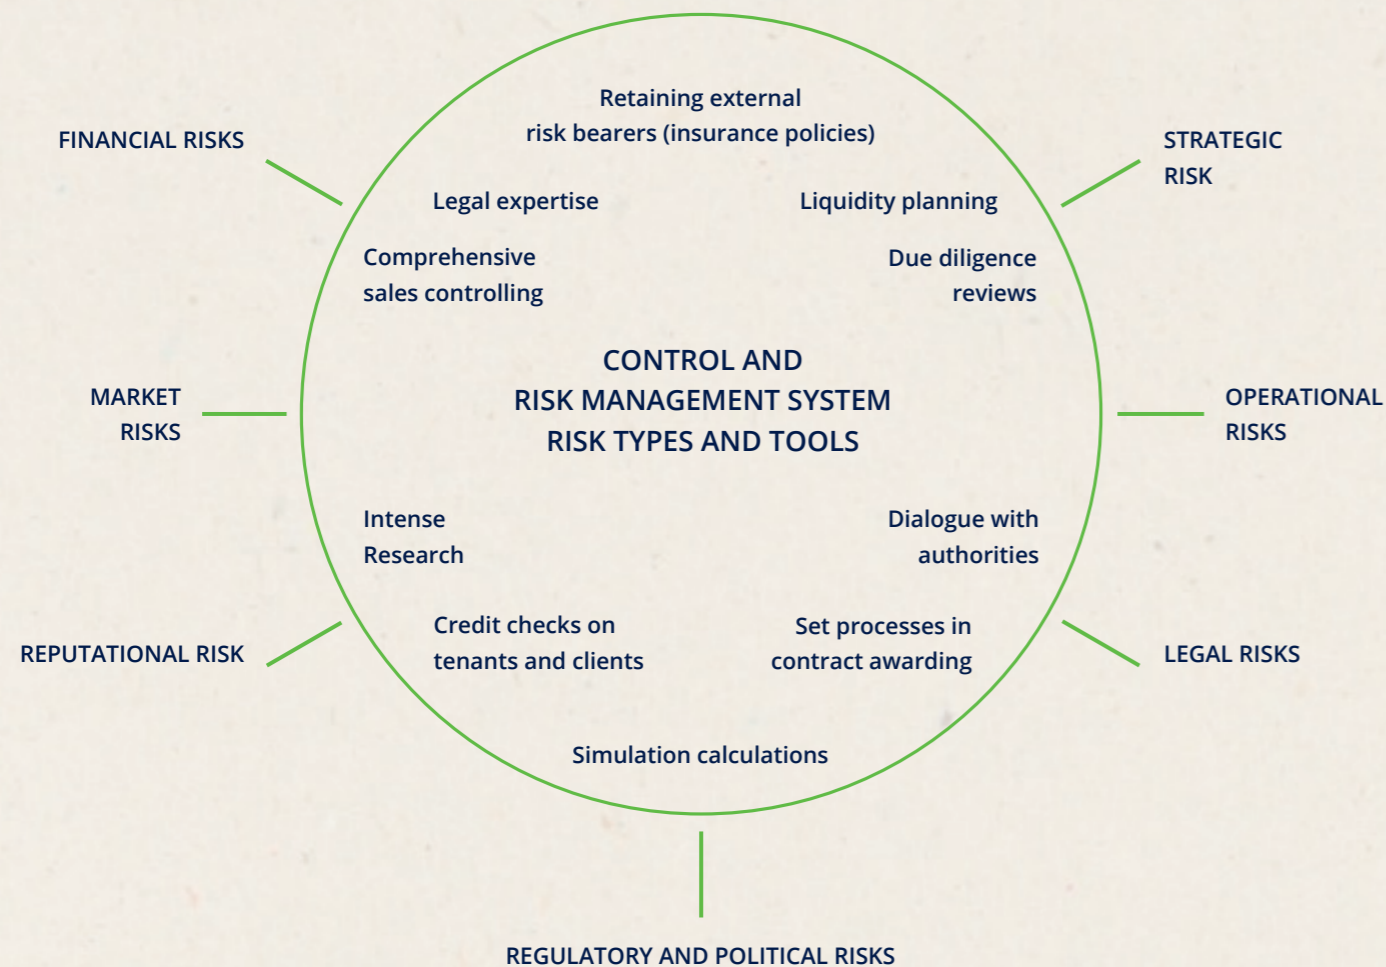 Retaining external
risk bearers (insurance policies)
FINANCIAL RISKS
STRATEGIC
RISK
Legal expertise
Liquidity planning
Comprehensive
sales controlling
Due diligence
reviews
CONTROL AND
RISK MANAGEMENT SYSTEM
RISK TYPES AND TOOLS
MARKET
RISKS
OPERATIONAL
RISKS
Intense
Research
Dialogue with
authorities
Credit checks on
tenants and clients
Set processes in
contract awarding
REPUTATIONAL RISK
LEGAL RISKS
Simulation calculations
REGULATORY AND POLITICAL RISKS